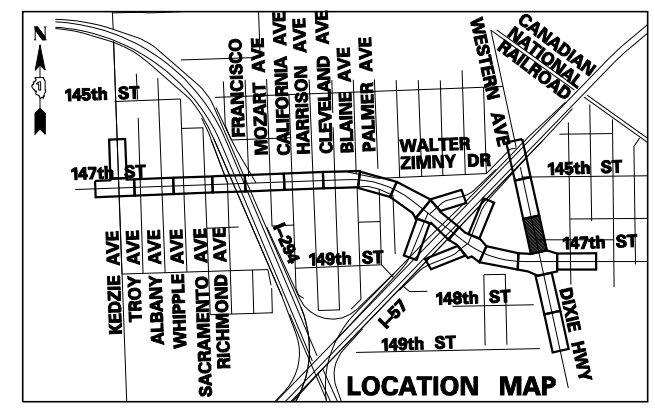 N
1
145th ST
147th ST
FRANCISCO
MOZART AVE
CALIFORNIA AVE
HARRISON AVE
CLEVELAND AVE
BLAINE AVE
PALMER AVE
WESTERN AVE
CANADIAN
NATIONAL
RAILROAD
WALTER
ZIMNY DR
145th ST
147th ST
KEDZIE AVE
TROY AVE
ALBANY AVE
WHIPPLE AVE
SACRAMENTO AVE
RICHMOND AVE
I-294
149th ST
I-57
148th ST
149th ST
DIXIE HWY
LOCATION MAP